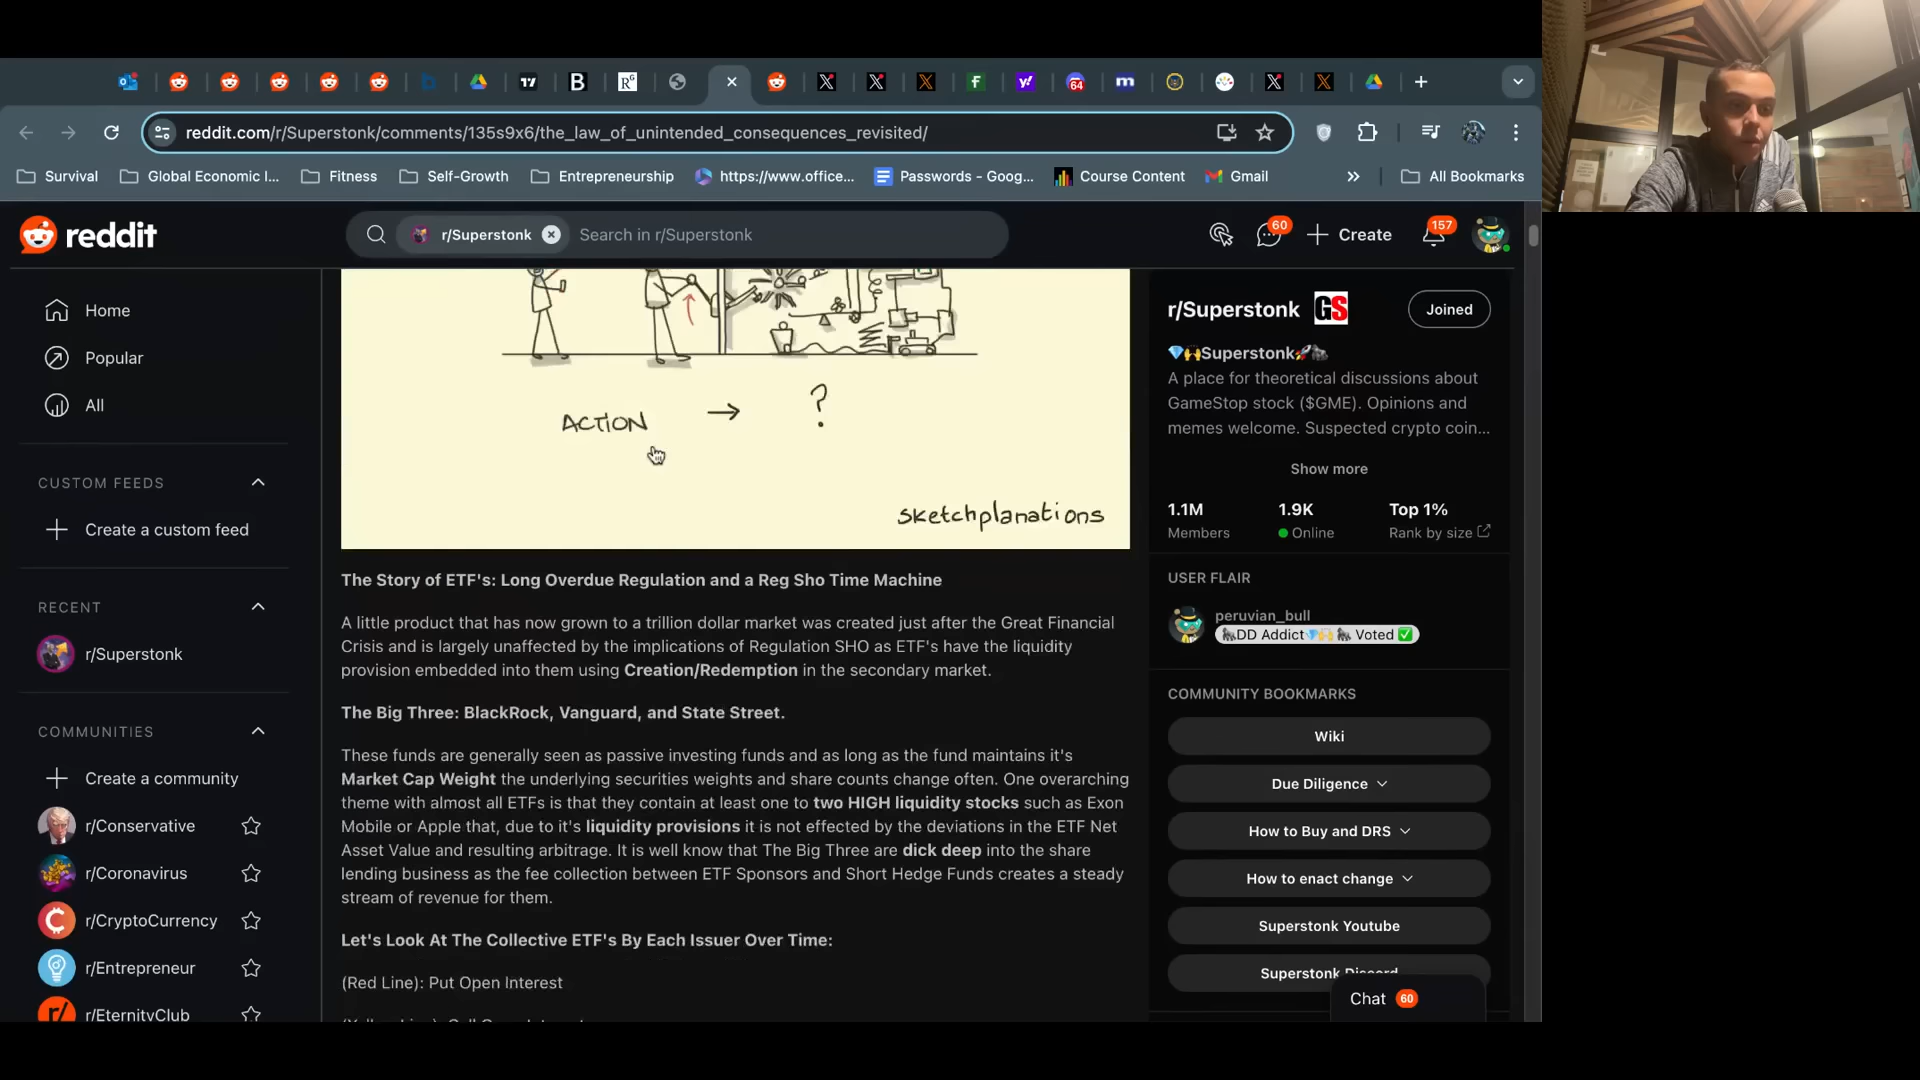 64
reddit.com/r/Superstonk/comments/135s9x6/the_law_of_unintended_consequences_revisited/
Survival
Global Economic I...
Fitness
Self-Growth
Entrepreneurship
https://www.office...
Passwords - Goog...
Course Content
Gmail
All Bookmarks
reddit
r/Superstonk
Search in r/Superstonk
60
Create
157
Home
Popular
All
CUSTOM FEEDS
Create a custom feed
RECENT
r/Superstonk
COMMUNITIES
Create a community
r/Conservative
r/Coronavirus
r/CryptoCurrency
r/Entrepreneur
r/EternityClub
ACTION → ?
sketchplanations
The Story of ETF's: Long Overdue Regulation and a Reg Sho Time Machine
A little product that has now grown to a trillion dollar market was created just after the Great Financial
Crisis and is largely unaffected by the implications of Regulation SHO as ETF's have the liquidity
provision embedded into them using Creation/Redemption in the secondary market.
The Big Three: BlackRock, Vanguard, and State Street.
These funds are generally seen as passive investing funds and as long as the fund maintains it's
Market Cap Weight the underlying securities weights and share counts change often. One overarching
theme with almost all ETFs is that they contain at least one to two HIGH liquidity stocks such as Exon
Mobile or Apple that, due to it's liquidity provisions it is not effected by the deviations in the ETF Net
Asset Value and resulting arbitrage. It is well know that The Big Three are dick deep into the share
lending business as the fee collection between ETF Sponsors and Short Hedge Funds creates a steady
stream of revenue for them.
Let's Look At The Collective ETF's By Each Issuer Over Time:
(Red Line): Put Open Interest
r/Superstonk
GS
Joined
💎🙌Superstonk🚀🦍
A place for theoretical discussions about
GameStop stock ($GME). Opinions and
memes welcome. Suspected crypto coin...
Show more
1.1M
Members
1.9K
Online
Top 1%
Rank by size
USER FLAIR
peruvian_bull
🦍DD Addict💎🙌 🦍 Voted ✅
COMMUNITY BOOKMARKS
Wiki
Due Diligence
How to Buy and DRS
How to enact change
Superstonk Youtube
Superstonk Discord
Chat 60